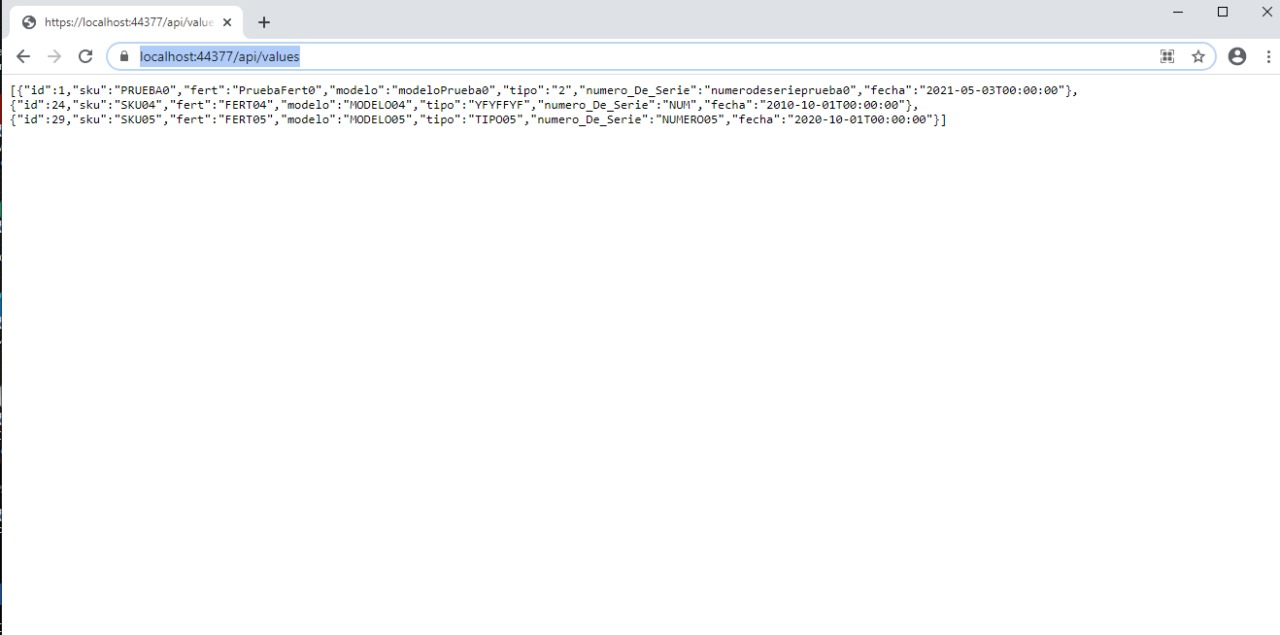 https://localhost:44377/api/value
localhost:44377/api/values
[{"id":1,"sku":"PRUEBA0","fert":"PruebaFert0","modelo":"modeloPrueba0","tipo":"2","numero_De_Serie":"numerodeserieprueba0","fecha":"2021-05-03T00:00:00"},
{"id":24,"sku":"SKU04","fert":"FERT04","modelo":"MODELO04","tipo":"YFYFFYF","numero_De_Serie":"NUM","fecha":"2010-10-01T00:00:00"},
{"id":29,"sku":"SKU05","fert":"FERT05","modelo":"MODELO05","tipo":"TIPO05","numero_De_Serie":"NUMERO05","fecha":"2020-10-01T00:00:00"}]